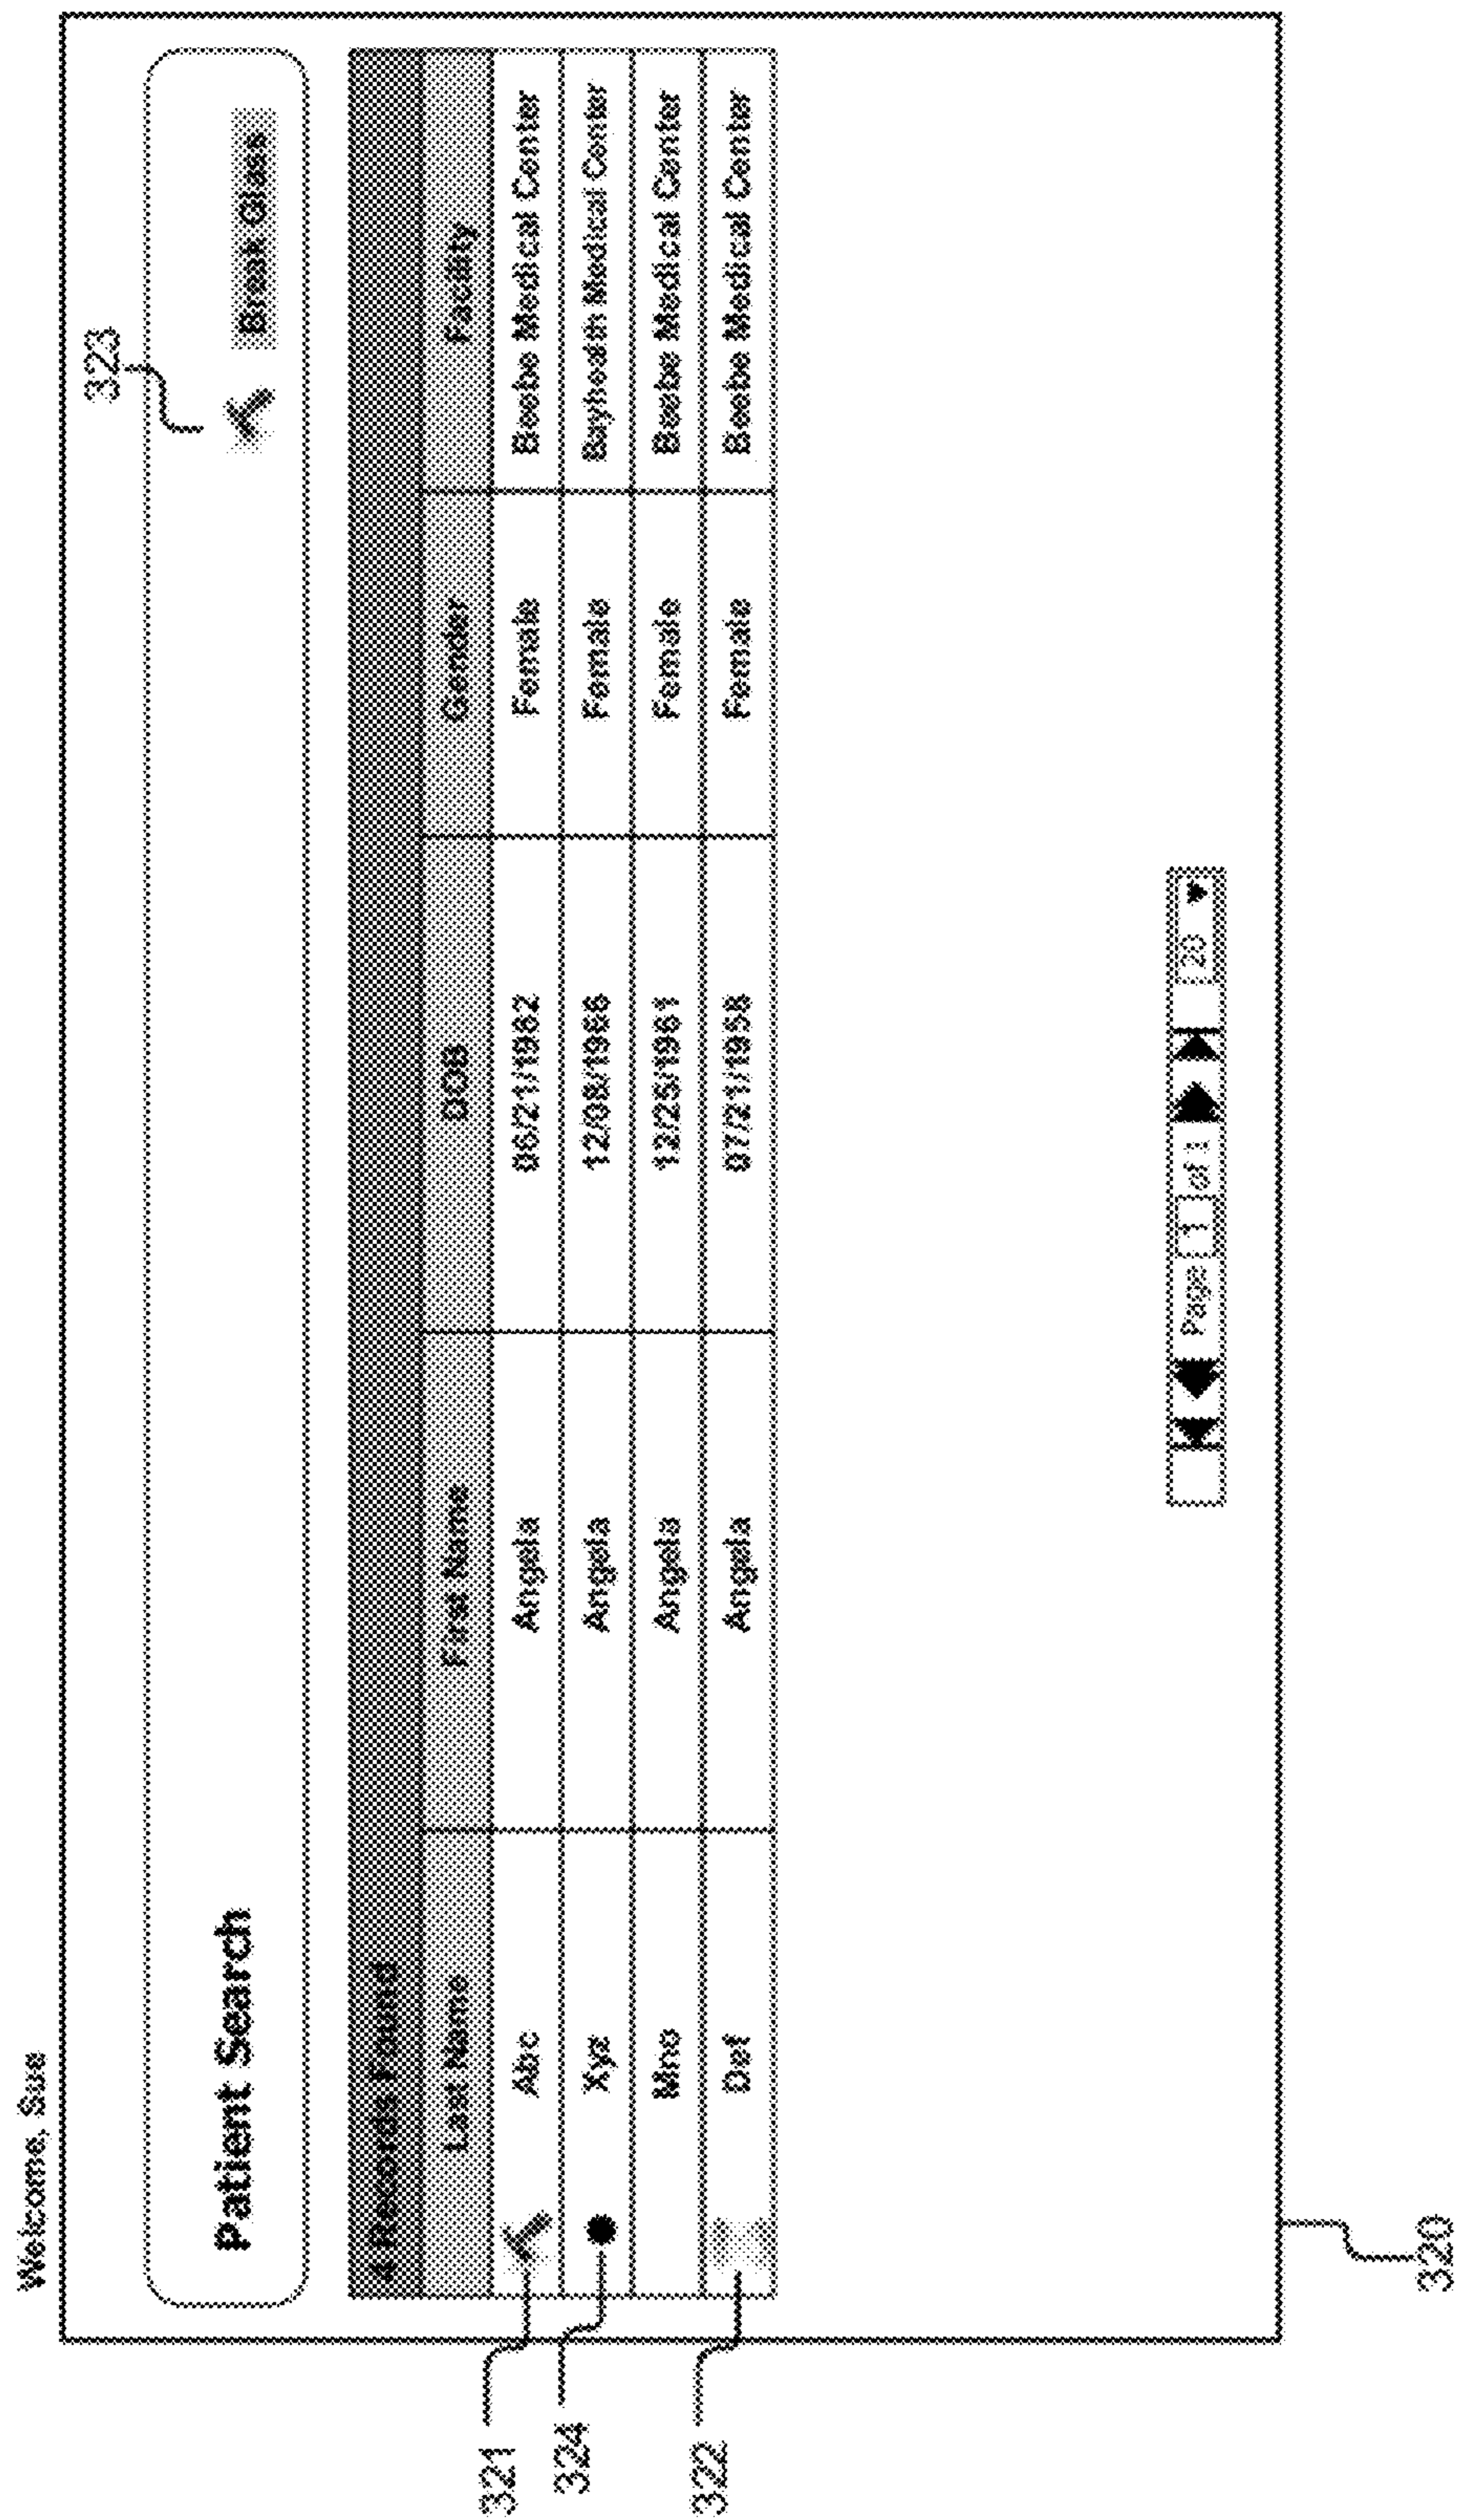 Welcome, Sue
323
Patient Search
Break Glass
4 Records Found
Last Name First Name DOB Gender Facility
321
Abc Angela 06/21/1962 Female Beebe Medical Center
324
Xyz Angela 12/08/1966 Female Bayhealth Medical Center
Mno Angela 12/25/1961 Female Beebe Medical Center
322
Def Angela 07/21/1958 Female Beebe Medical Center
Page 1 of 1 20
320